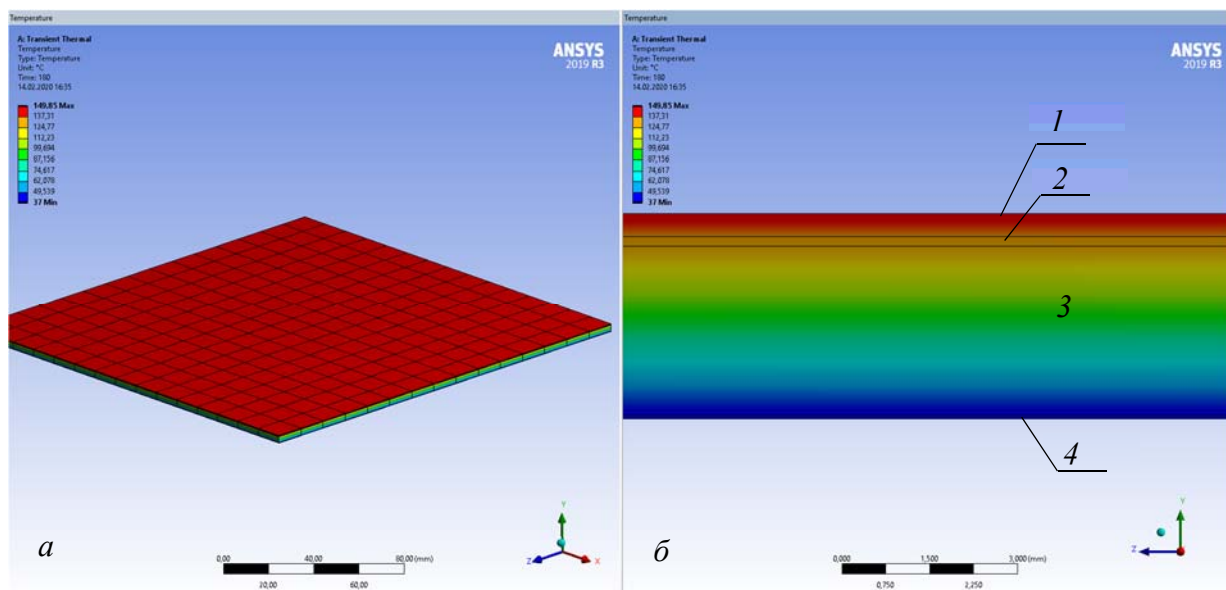 Temperature
A: Transient Thermal
Temperature
Type: Temperature
Unit: °C
Time: 180
14.02.2020 16:35
149,85 Max
137,31
124,77
112,23
99,694
87,156
74,617
62,078
49,539
37 Min
ANSYS
2019 R3
0,00 40,00 80,00 (mm)
20,00 60,00
Y
Z X
а
Temperature
A: Transient Thermal
Temperature
Type: Temperature
Unit: °C
Time: 180
14.02.2020 16:35
149,85 Max
137,31
124,77
112,23
99,694
87,156
74,617
62,078
49,539
37 Min
ANSYS
2019 R3
1
2
3
4
0,000 1,500 3,000 (mm)
0,750 2,250
Y
Z
б